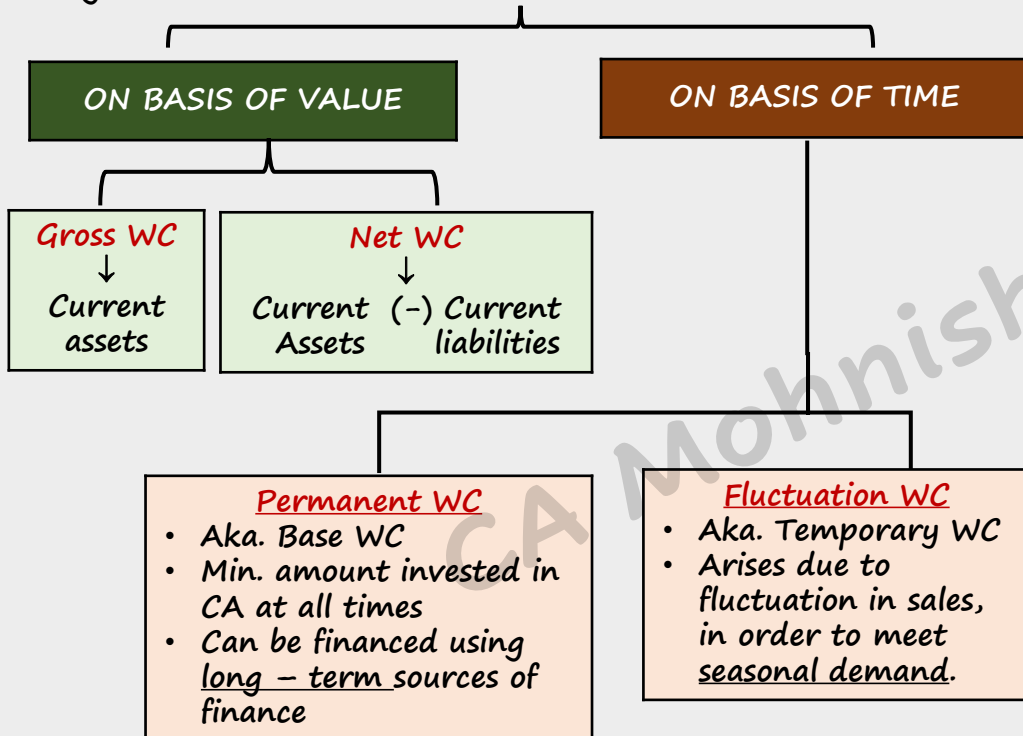 ON BASIS OF VALUE
ON BASIS OF TIME
Gross WC
↓
Current
assets
Net WC
↓
Current (-) Current
Assets liabilities
CA Mohnish
Permanent WC
• Aka. Base WC
• Min. amount invested in
CA at all times
• Can be financed using
long – term sources of
finance
Fluctuation WC
• Aka. Temporary WC
• Arises due to
fluctuation in sales,
in order to meet
seasonal demand.